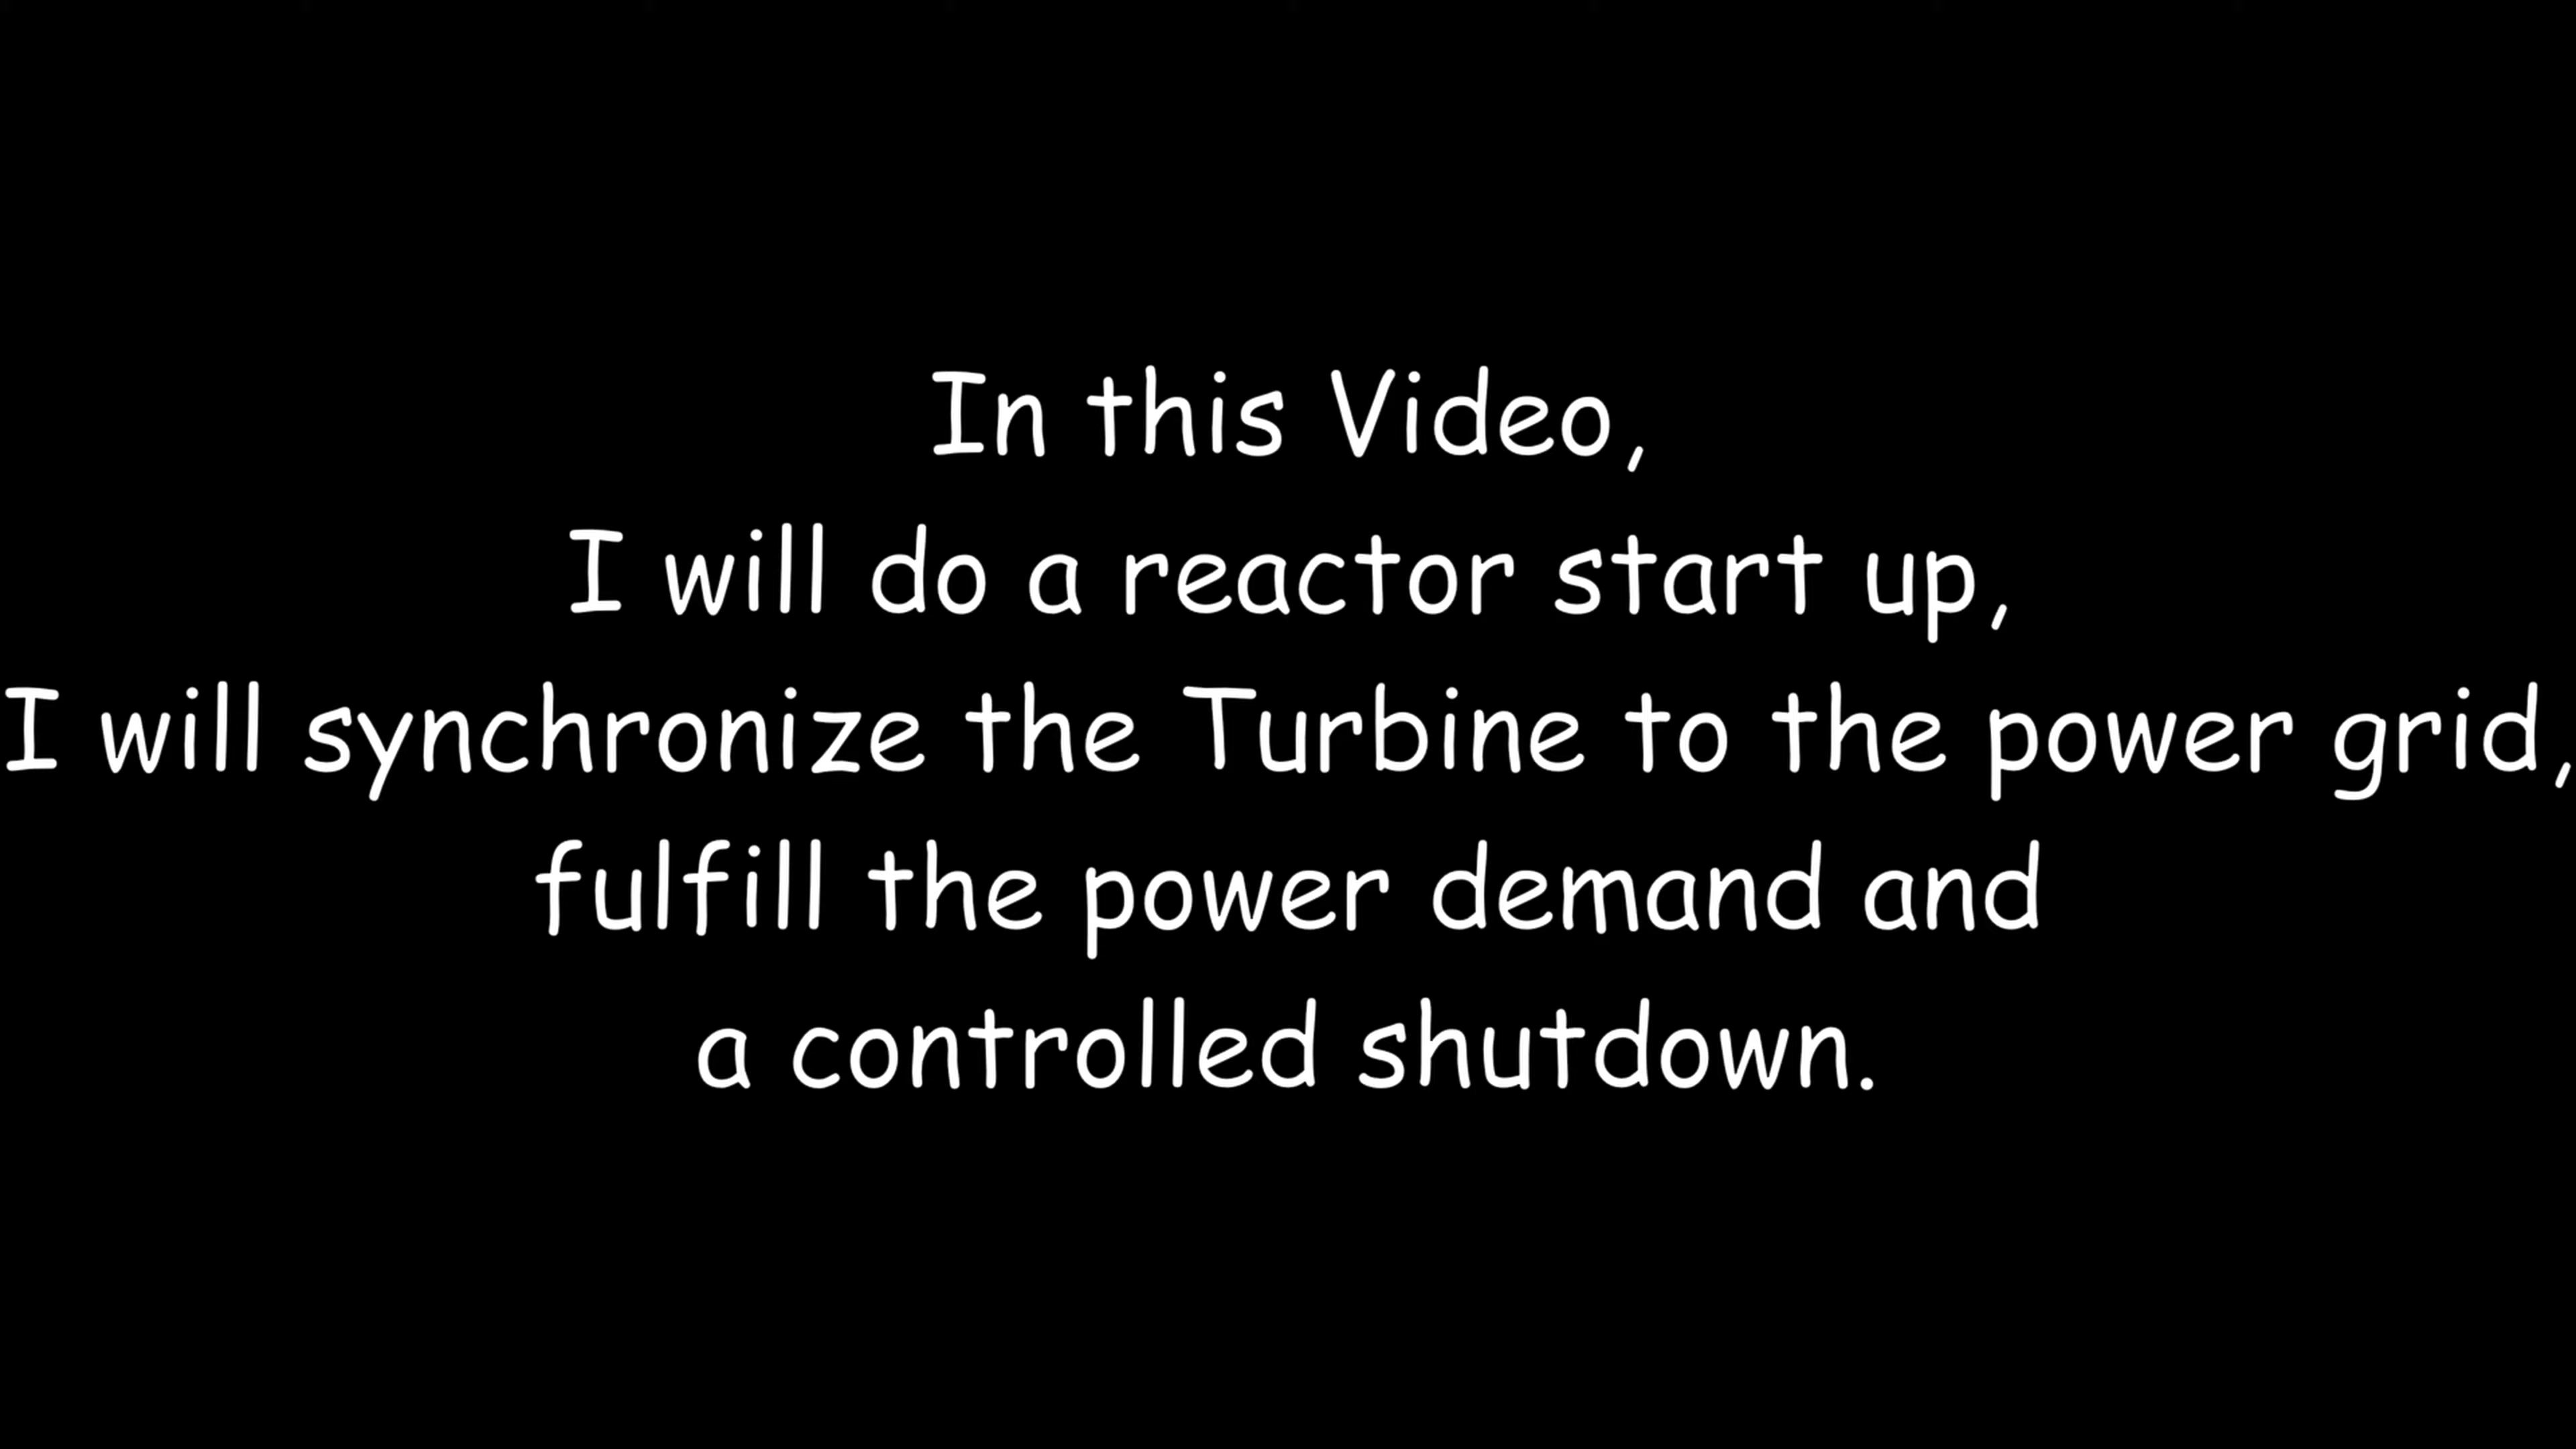 In this Video,
I will do a reactor start up,
I will synchronize the Turbine to the power grid,
fulfill the power demand and
a controlled shutdown.